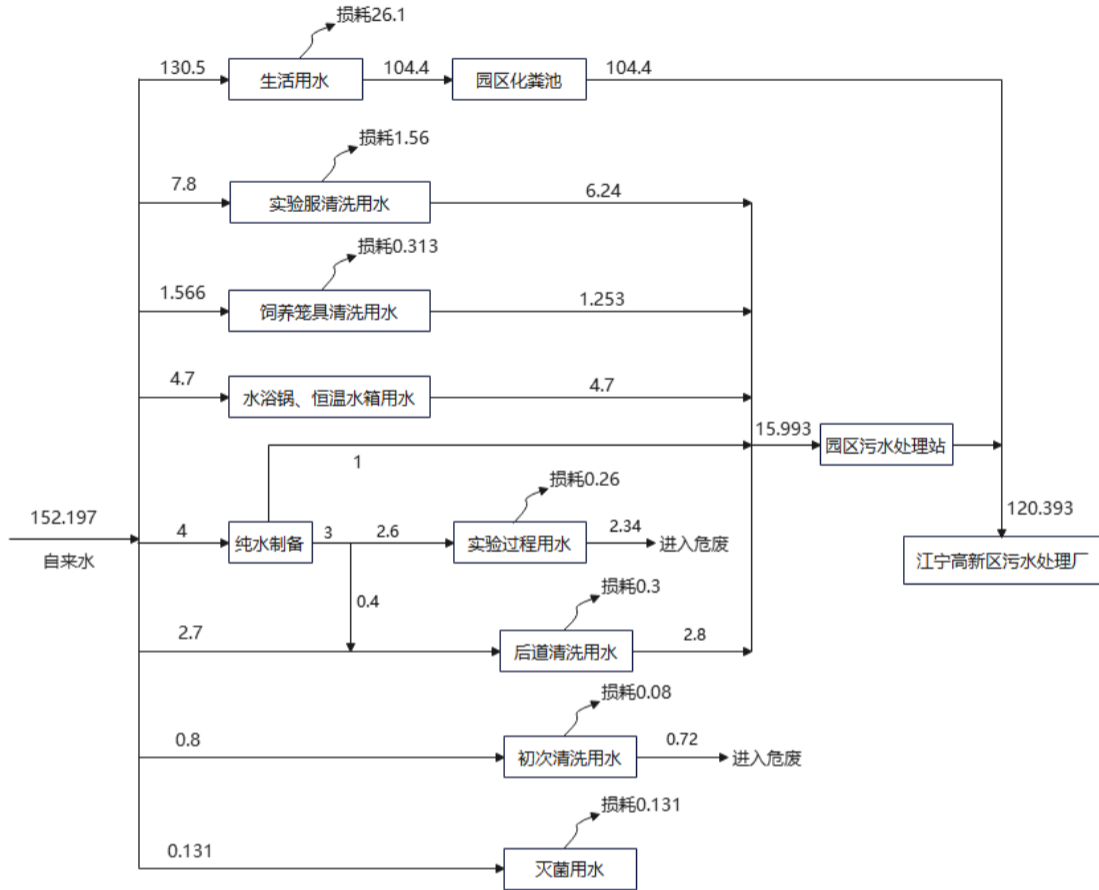 损耗26.1
130.5
生活用水
104.4
园区化粪池
104.4
损耗1.56
7.8
实验服清洗用水
6.24
损耗0.313
1.566
饲养笼具清洗用水
1.253
4.7
水浴锅、恒温水箱用水
4.7
15.993
园区污水处理站
1
损耗0.26
152.197
自来水
4
纯水制备
3
2.6
实验过程用水
2.34
进入危废
120.393
江宁高新区污水处理厂
0.4
损耗0.3
2.7
后道清洗用水
2.8
损耗0.08
0.8
初次清洗用水
0.72
进入危废
损耗0.131
0.131
灭菌用水